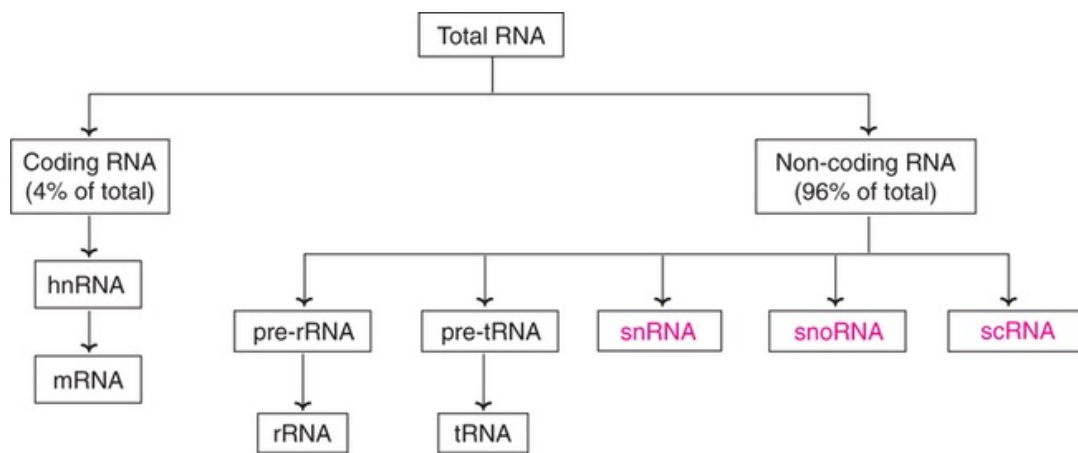 Total RNA
Coding RNA
(4% of total)
Non-coding RNA
(96% of total)
hnRNA
mRNA
pre-rRNA
pre-tRNA
snRNA
snoRNA
scRNA
rRNA
tRNA